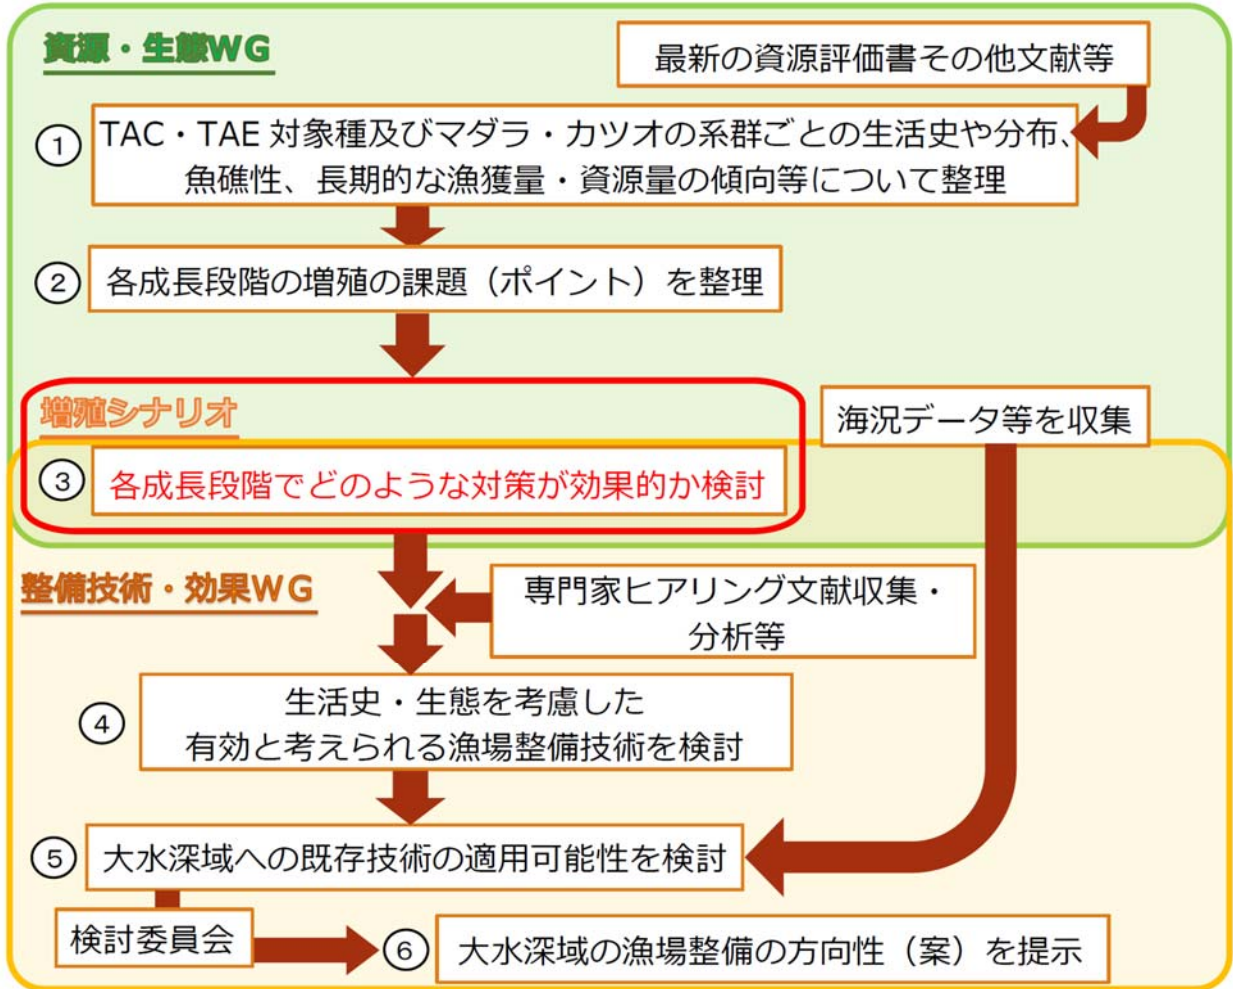 資源・生態WG
最新の資源評価書その他文献等
①
TAC・TAE 対象種及びマダラ・カツオの系群ごとの生活史や分布、
魚礁性、長期的な漁獲量・資源量の傾向等について整理
②
各成長段階の増殖の課題（ポイント）を整理
増殖シナリオ
海況データ等を収集
③
各成長段階でどのような対策が効果的か検討
整備技術・効果WG
専門家ヒアリング文献収集・
分析等
④
生活史・生態を考慮した
有効と考えられる漁場整備技術を検討
⑤
大水深域への既存技術の適用可能性を検討
検討委員会
⑥
大水深域の漁場整備の方向性（案）を提示